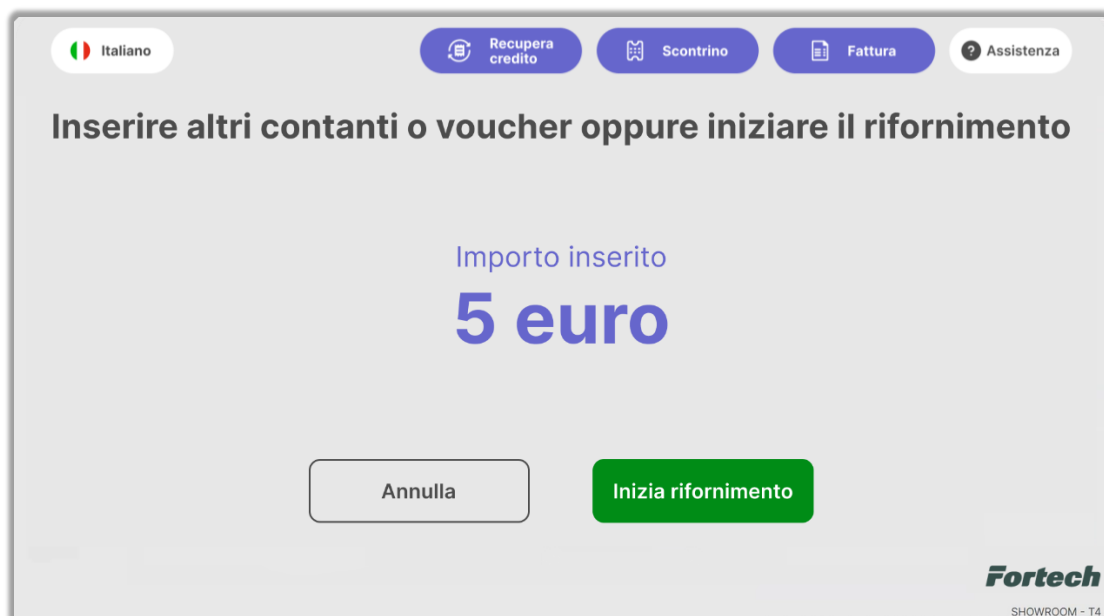 Italiano
Recupera
credito
Scontrino
Fattura
? Assistenza
Inserire altri contanti o voucher oppure iniziare il rifornimento
Importo inserito
5 euro
Annulla
Inizia rifornimento
Fortech
SHOWROOM - T4